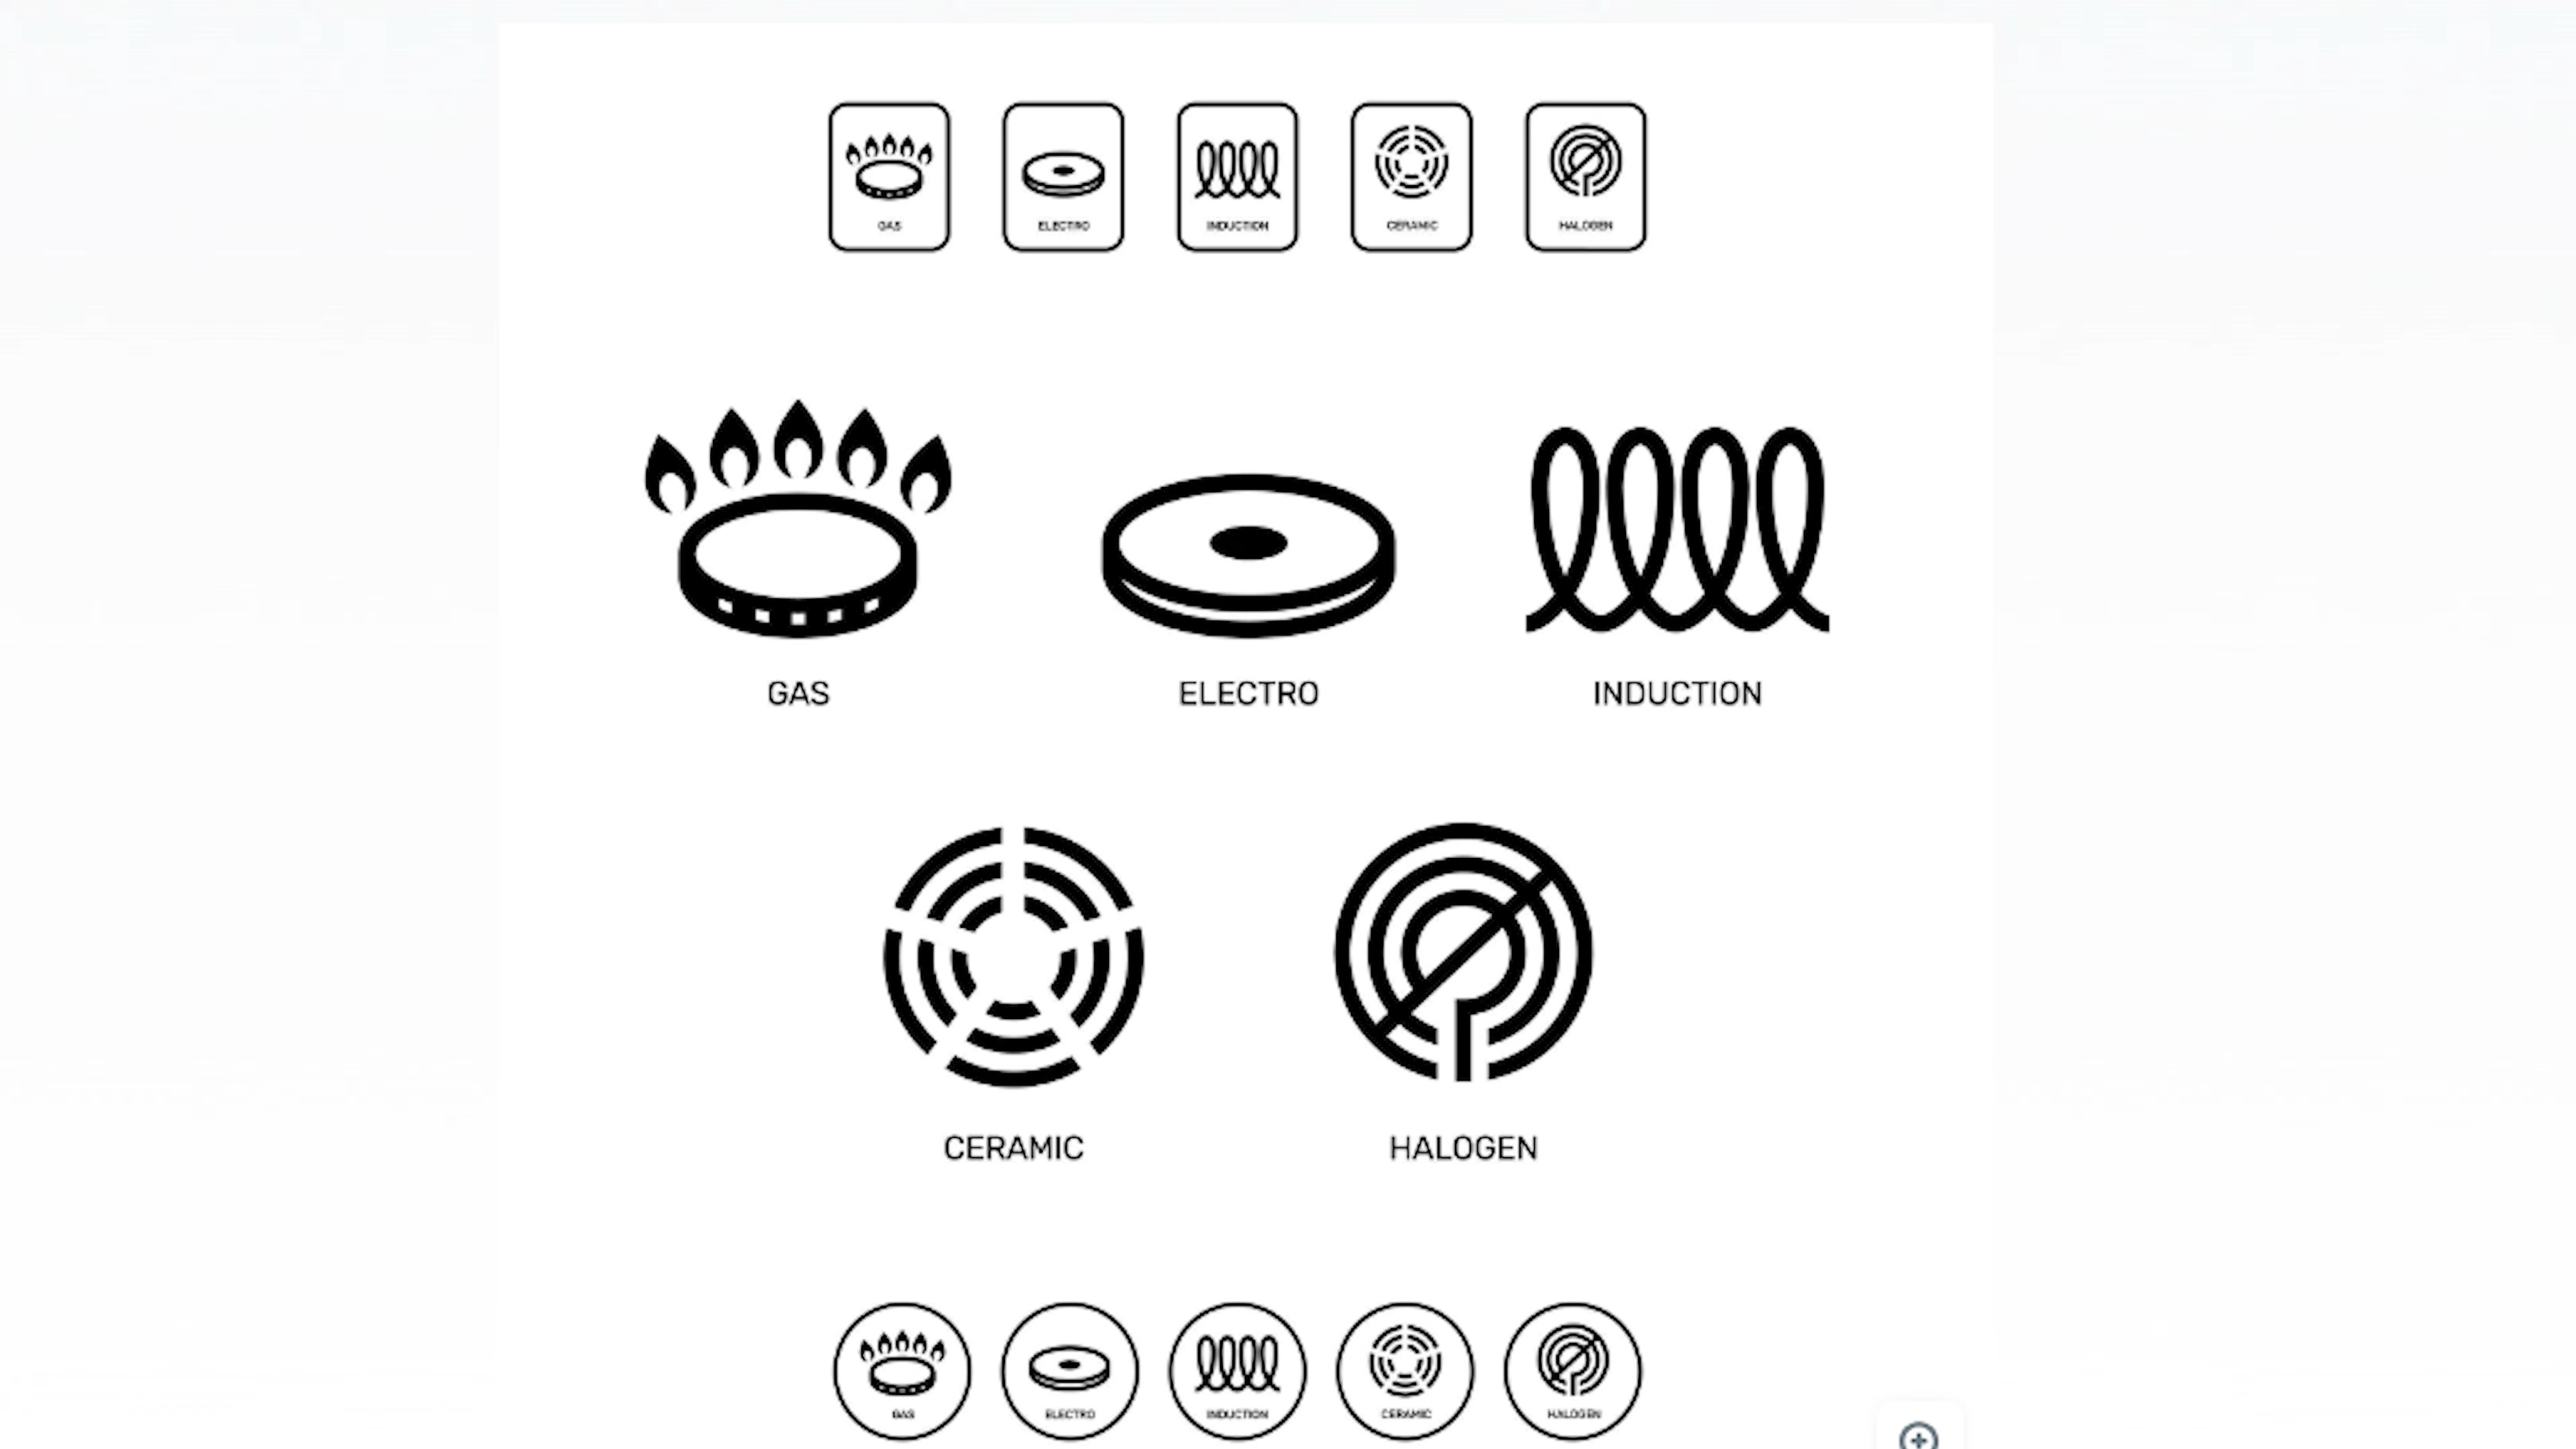 GAS ELECTRO INDUCTION CERAMIC HALOGEN
GAS ELECTRO INDUCTION
CERAMIC HALOGEN
GAS ELECTRO INDUCTION CERAMIC HALOGEN